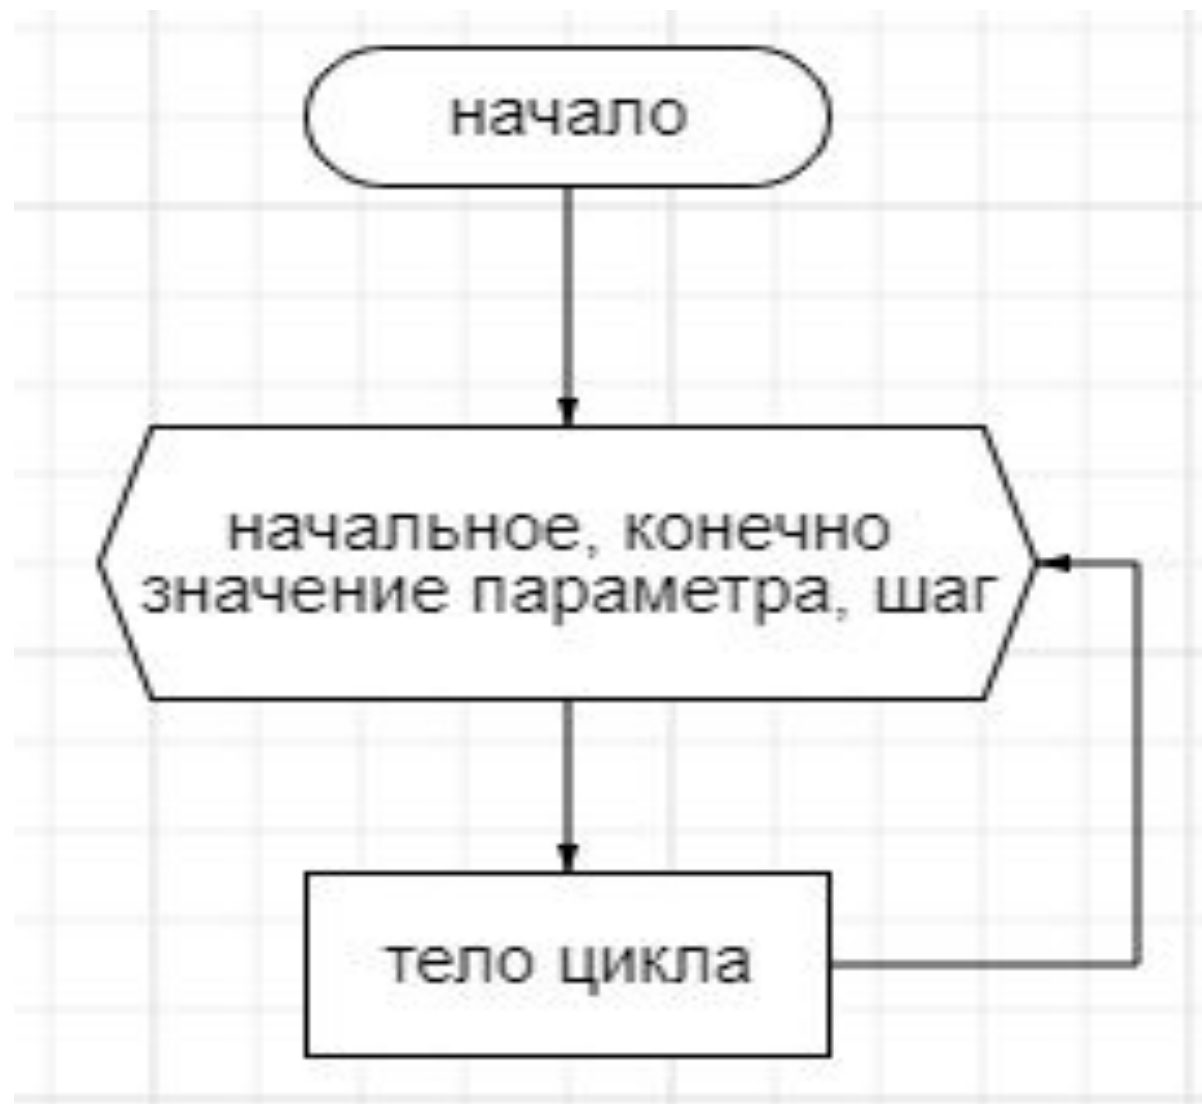 начало
начальное, конечно
значение параметра, шаг
тело цикла